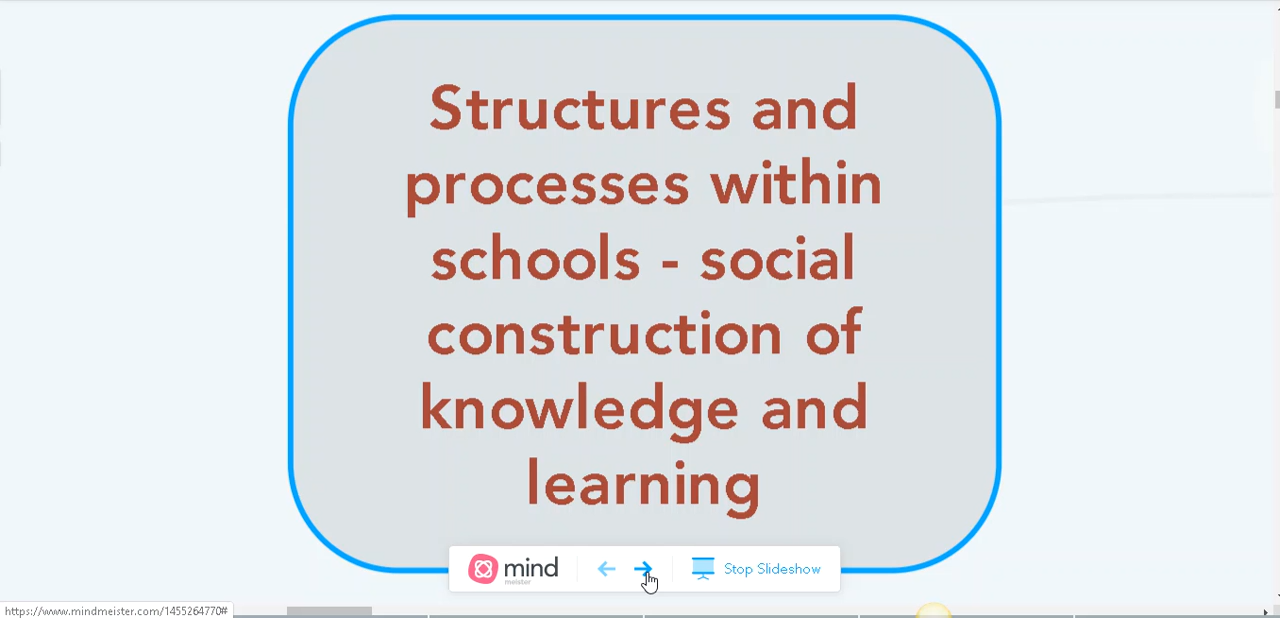 Structures and
processes within
schools - social
construction of
knowledge and
learning
mind
meister
Stop Slideshow
https://www.mindmeister.com/1455264770#